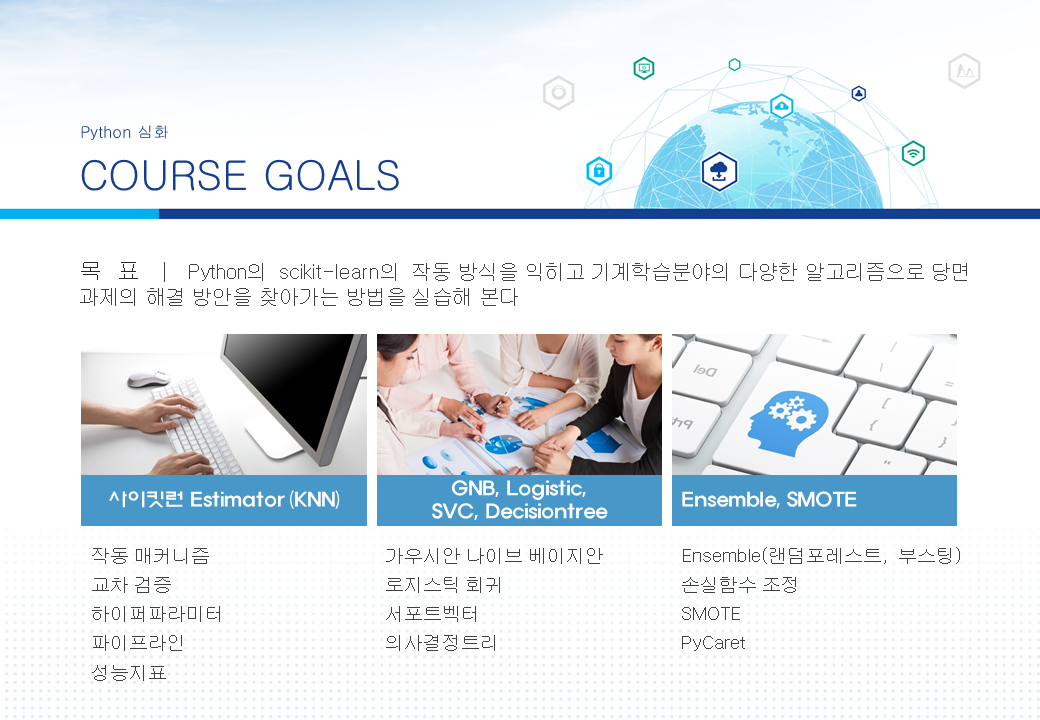 Python 심화
COURSE GOALS
목 표 | Python의 scikit-learn의 작동 방식을 익히고 기계학습분야의 다양한 알고리즘으로 당면
과제의 해결 방안을 찾아가는 방법을 실습해 본다
Del
PrtS
사이킷런 Estimator (KNN)
GNB, Logistic,
SVC, Decisiontree
Ensemble, SMOTE
작동 매커니즘
교차 검증
하이퍼파라미터
파이프라인
성능지표
가우시안 나이브 베이지안
로지스틱 회귀
서포트벡터
의사결정트리
Ensemble(랜덤포레스트, 부스팅)
손실함수 조정
SMOTE
PyCaret